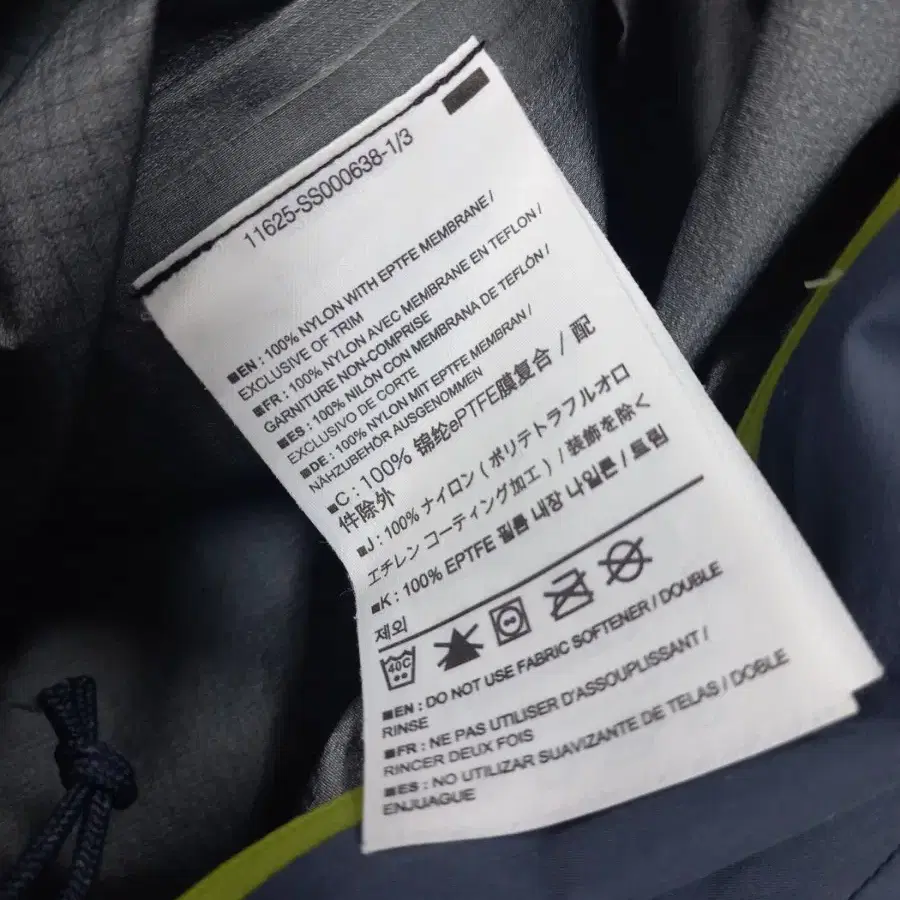 11625-SS000638-1/3
■EN : 100% NYLON WITH EPTFE MEMBRANE /
EXCLUSIVE OF TRIM
■FR : 100% NYLON AVEC MEMBRANE EN TEFLON /
GARNITURE NON-COMPRISE
■ES : 100% NILÓN CON MEMBRANA DE TEFLÓN /
EXCLUSIVO DE CORTE
■DE : 100% NYLON MIT EPTFE MEMBRAN /
NÄHZUBEHÖR AUSGENOMMEN
■C : 100% 锦纶ePTFE膜复合 / 配
件除外
■J : 100% ナイロン ( ポリテトラフルオロ
エチレン コーティング加工 ) / 装飾を除く
■K : 100% EPTFE 필름 내장 나일론 / 트림
제외
40C
■EN : DO NOT USE FABRIC SOFTENER / DOUBLE
RINSE
■FR : NE PAS UTILISER D'ASSOUPLISSANT /
RINCER DEUX FOIS
■ES : NO UTILIZAR SUAVIZANTE DE TELAS / DOBLE
ENJUAGUE